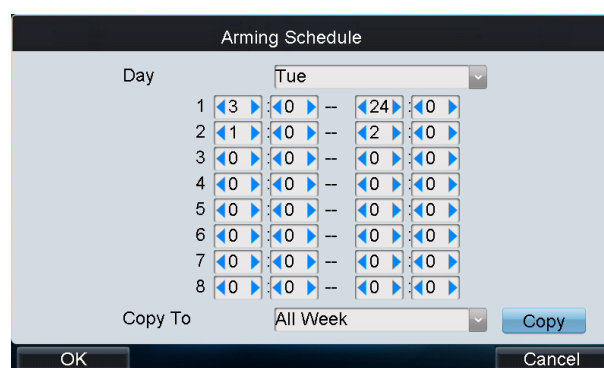 Arming Schedule
Day Tue
1 3 : 0 -- 24 : 0
2 1 : 0 -- 2 : 0
3 0 : 0 -- 0 : 0
4 0 : 0 -- 0 : 0
5 0 : 0 -- 0 : 0
6 0 : 0 -- 0 : 0
7 0 : 0 -- 0 : 0
8 0 : 0 -- 0 : 0
Copy To All Week Copy
OK Cancel